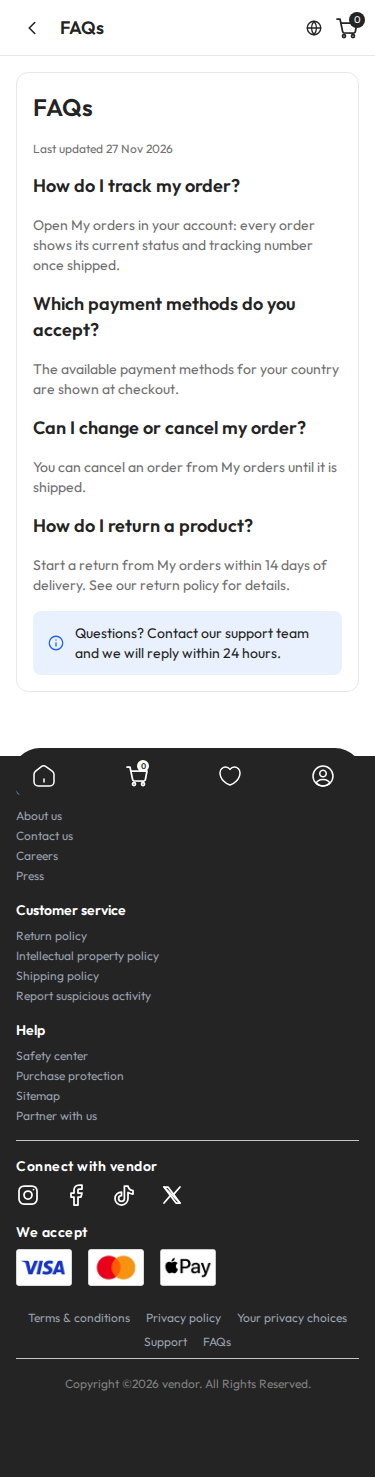 FAQs
0
FAQs
Last updated 27 Nov 2026
How do I track my order?
Open My orders in your account: every order
shows its current status and tracking number
once shipped.
Which payment methods do you
accept?
The available payment methods for your country
are shown at checkout.
Can I change or cancel my order?
You can cancel an order from My orders until it is
shipped.
How do I return a product?
Start a return from My orders within 14 days of
delivery. See our return policy for details.
Questions? Contact our support team
and we will reply within 24 hours.
0
About us
Contact us
Careers
Press
Customer service
Return policy
Intellectual property policy
Shipping policy
Report suspicious activity
Help
Safety center
Purchase protection
Sitemap
Partner with us
Connect with vendor
We accept
VISA
Pay
Terms & conditions Privacy policy Your privacy choices
Support FAQs
Copyright ©2026 vendor. All Rights Reserved.